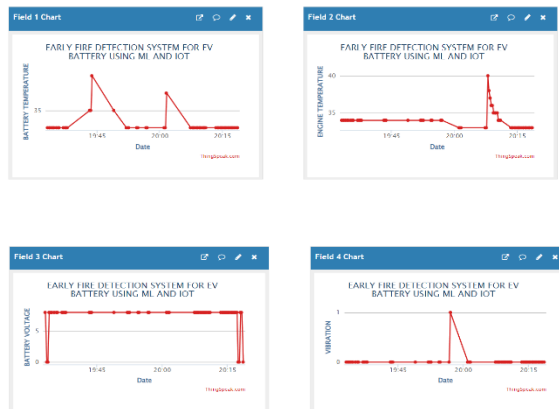 Field 1 Chart
EARLY FIRE DETECTION SYSTEM FOR EV
BATTERY USING ML AND IOT
BATTERY TEMPERATURE
35
19:45 20:00 20:15
Date
ThingSpeak.com
Field 2 Chart
EARLY FIRE DETECTION SYSTEM FOR EV
BATTERY USING ML AND IOT
ENGINE TEMPERATURE
40
35
19:45 20:00 20:15
Date
ThingSpeak.com
Field 3 Chart
EARLY FIRE DETECTION SYSTEM FOR EV
BATTERY USING ML AND IOT
BATTERY VOLTAGE
5
0
19:45 20:00 20:15
Date
ThingSpeak.com
Field 4 Chart
EARLY FIRE DETECTION SYSTEM FOR EV
BATTERY USING ML AND IOT
VIBRATION
1
0
19:45 20:00 20:15
Date
ThingSpeak.com